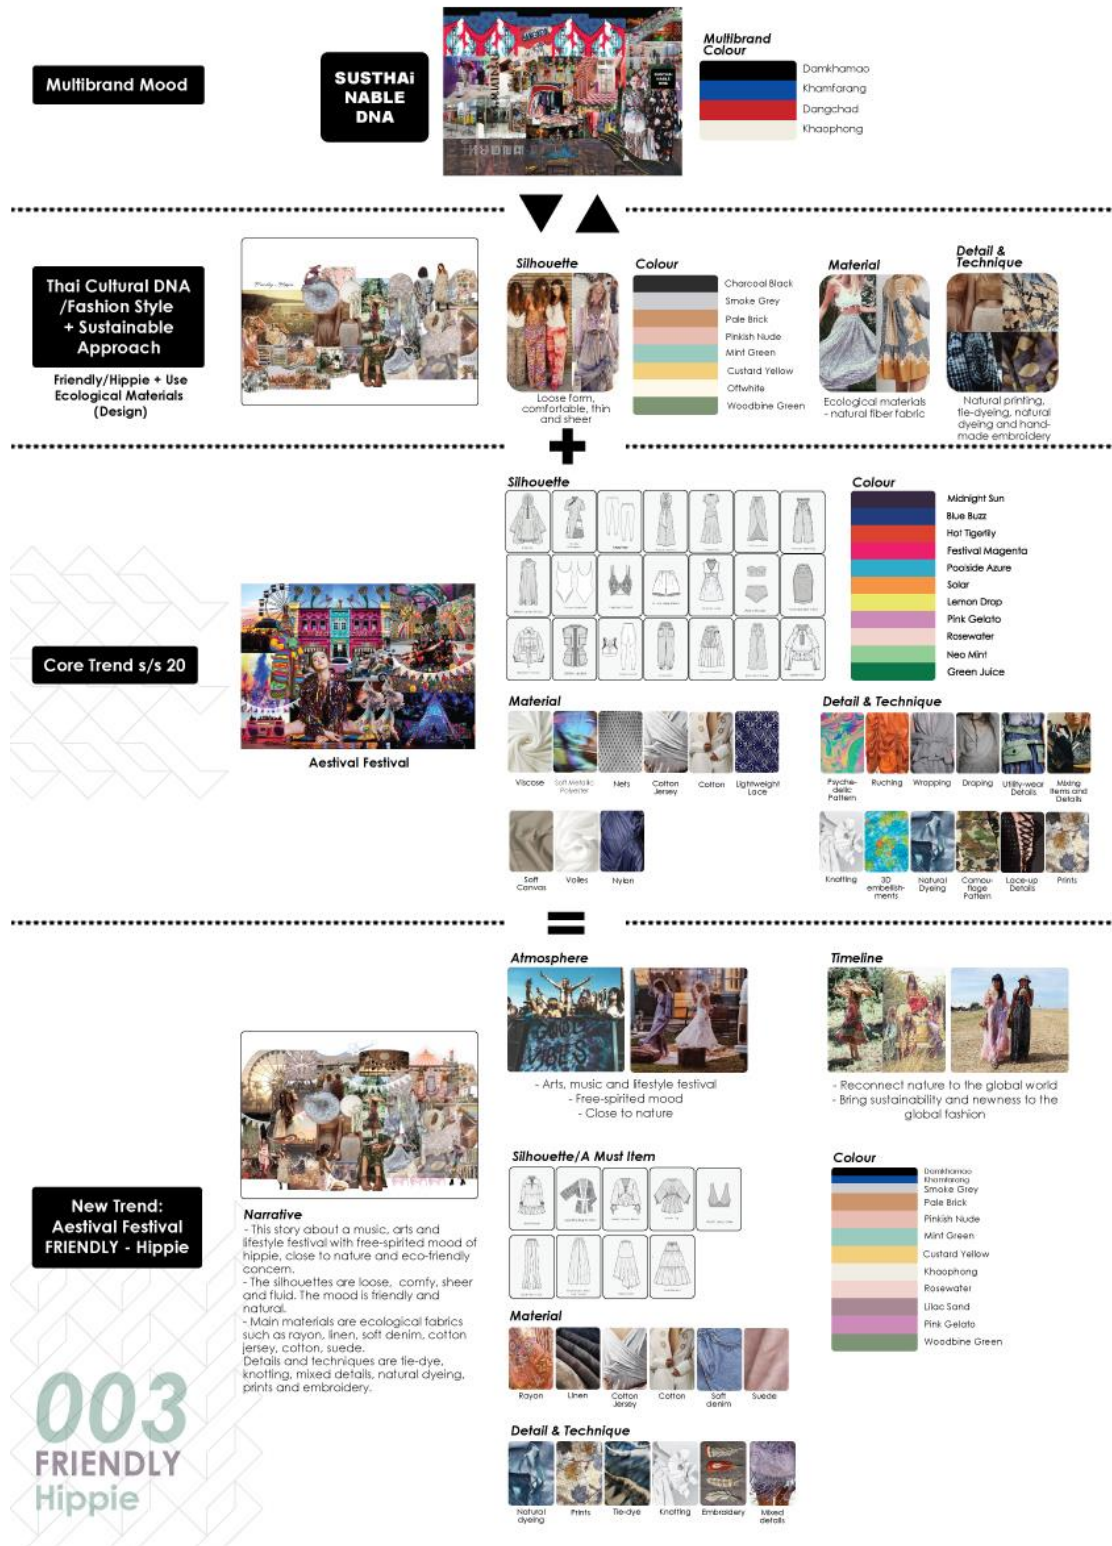 Multibrand Mood
SUSTHAi
NABLE
DNA
Multibrand
Colour
Damkhamao
Khamfarang
Dangchad
Khaophong
Thai Cultural DNA
/Fashion Style
+ Sustainable
Approach
Friendly/Hippie + Use
Ecological Materials
(Design)
Silhouette
Loose form,
comfortable, thin
and sheer
Colour
Charcoal Black
Smoke Grey
Pale Brick
Pinkish Nude
Mint Green
Custard Yellow
Offwhite
Woodbine Green
Material
Ecological materials
- natural fiber fabric
Detail &
Technique
Natural printing,
tie-dyeing, natural
dyeing and hand-
made embroidery
Core Trend s/s 20
Aestival Festival
Silhouette
Colour
Midnight Sun
Blue Buzz
Hot Tigerlily
Festival Magenta
Poolside Azure
Solar
Lemon Drop
Pink Gelato
Rosewater
Neo Mint
Green Juice
Material
Viscose
Soft Metallic
Polyester
Nets
Cotton
Jersey
Cotton
Lightweight
Lace
Soft
Canvas
Voiles
Nylon
Detail & Technique
Psyche-
delic
Pattern
Ruching
Wrapping
Draping
Utility-wear
Details
Mixing
Items and
Details
Knotting
3D
embellish-
ments
Natural
Dyeing
Camou-
flage
Pattern
Lace-up
Details
Prints
New Trend:
Aestival Festival
FRIENDLY - Hippie
Narrative
- This story about a music, arts and
lifestyle festival with free-spirited mood of
hippie, close to nature and eco-friendly
concern.
- The silhouettes are loose, comfy, sheer
and fluid. The mood is friendly and
natural.
- Main materials are ecological fabrics
such as rayon, linen, soft denim, cotton
jersey, cotton, suede.
Details and techniques are tie-dye,
knotting, mixed details, natural dyeing,
prints and embroidery.
Atmosphere
GOOD
VIBES
- Arts, music and lifestyle festival
- Free-spirited mood
- Close to nature
Timeline
- Reconnect nature to the global world
- Bring sustainability and newness to the
global fashion
Silhouette/A Must Item
Colour
Damkhamao
Khamfarang
Smoke Grey
Pale Brick
Pinkish Nude
Mint Green
Custard Yellow
Khaophong
Rosewater
Lilac Sand
Pink Gelato
Woodbine Green
Material
Rayon
Linen
Cotton
Jersey
Cotton
Soft
denim
Suede
Detail & Technique
Natural
dyeing
Prints
Tie-dye
Knotting
Embroidery
Mixed
details
003
FRIENDLY
Hippie